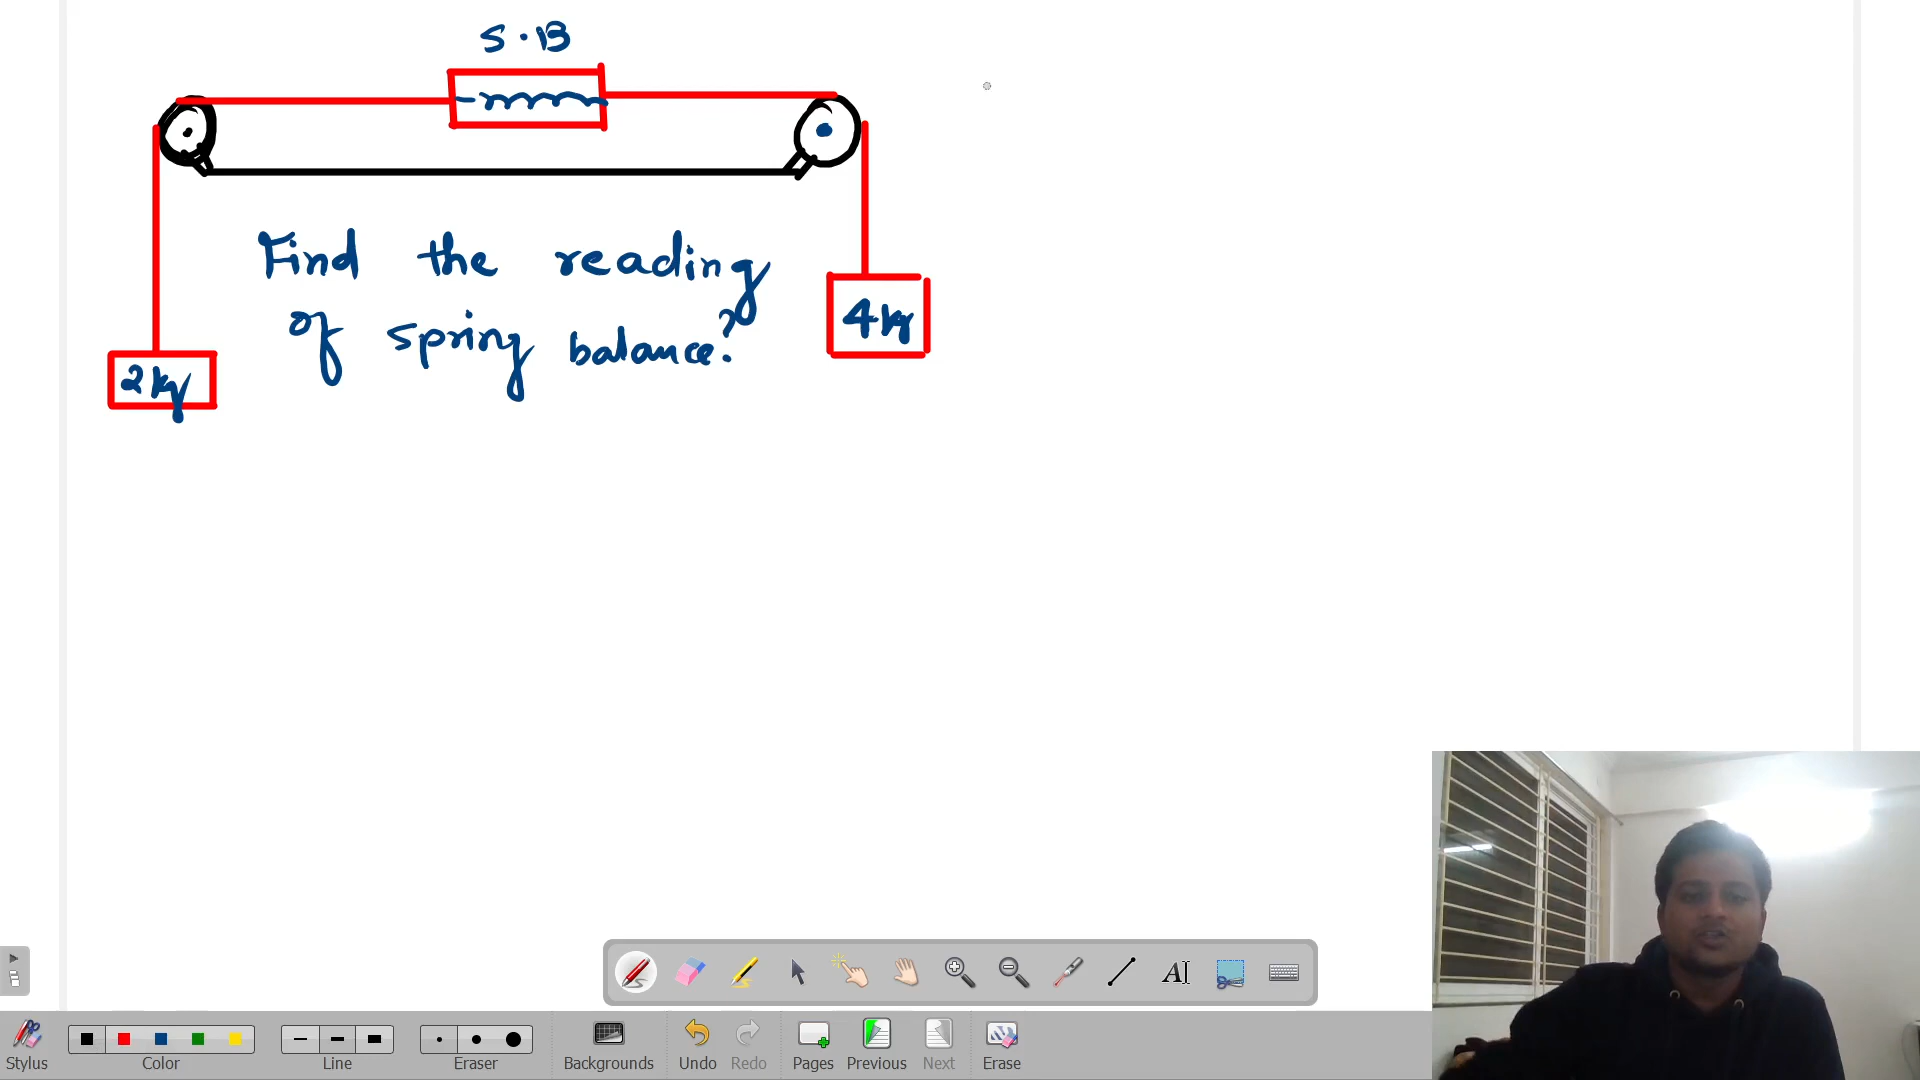 S.B
Find the reading
of spring balance?
4kg
2kg
AI
Stylus
Color
Line
Eraser
Backgrounds
Undo
Redo
Pages
Previous
Next
Erase